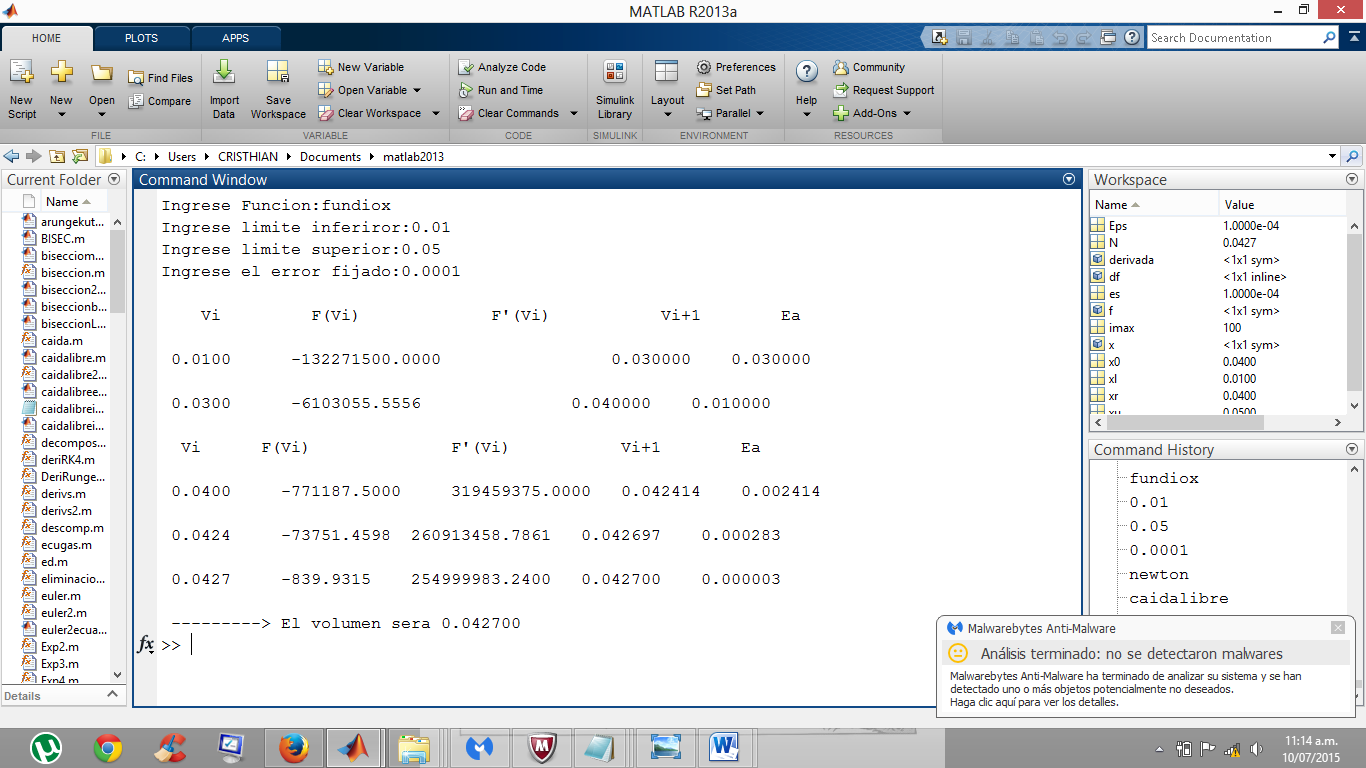 MATLAB R2013a
HOME PLOTS APPS
Search Documentation
New Script
New
Open
Find Files
Compare
Import Data
Save Workspace
New Variable
Open Variable
Clear Workspace
Analyze Code
Run and Time
Clear Commands
Simulink Library
Layout
Preferences
Set Path
Parallel
Help
Community
Request Support
Add-Ons
FILE VARIABLE CODE SIMULINK ENVIRONMENT RESOURCES
C: Users CRISTHIAN Documents matlab2013
Current Folder
Name
arungekut...
BISEC.m
bisecciom...
biseccion.m
biseccion2...
biseccionb...
biseccionL...
caida.m
caidalibre.m
caidalibre2...
caidalibree...
caidalibrei...
caidalibrei...
decompos...
deriRK4.m
DeriRunge...
derivs.m
derivs2.m
descomp.m
ecugas.m
ed.m
eliminacio...
euler.m
euler2.m
euler2ecua...
Exp2.m
Exp3.m
Exp4.m
Details
Command Window
Ingrese Funcion:fundiox
Ingrese limite inferiror:0.01
Ingrese limite superior:0.05
Ingrese el error fijado:0.0001
Vi F(Vi) F'(Vi) Vi+1 Ea
0.0100 -132271500.0000 0.030000 0.030000
0.0300 -6103055.5556 0.040000 0.010000
Vi F(Vi) F'(Vi) Vi+1 Ea
0.0400 -771187.5000 319459375.0000 0.042414 0.002414
0.0424 -73751.4598 260913458.7861 0.042697 0.000283
0.0427 -839.9315 254999983.2400 0.042700 0.000003
---------> El volumen sera 0.042700
fx >>
Workspace
Name Value
Eps 1.0000e-04
N 0.0427
derivada <1x1 sym>
df <1x1 inline>
es 1.0000e-04
f <1x1 sym>
imax 100
x <1x1 sym>
x0 0.0400
xl 0.0100
xr 0.0400
xu 0.0500
Command History
fundiox
0.01
0.05
0.0001
newton
caidalibre
Malwarebytes Anti-Malware
Análisis terminado: no se detectaron malwares
Malwarebytes Anti-Malware ha terminado de analizar su sistema y se han
detectado uno o más objetos potencialmente no deseados.
Haga clic aquí para ver los detalles.
11:14 a.m.
10/07/2015